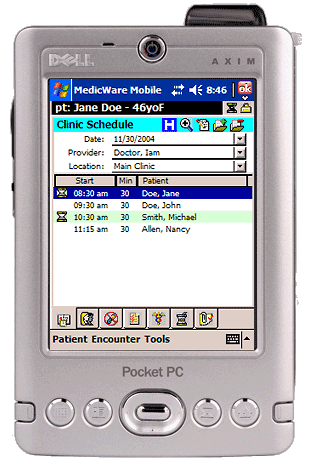 DELL
AXIM
MedicWare Mobile 8:46 ok
pt: Jane Doe - 46yoF
Clinic Schedule H
Date: 11/30/2004
Provider: Doctor, Iam
Location: Main Clinic
Start Min Patient
08:30 am 30 Doe, Jane
09:30 am 30 Doe, John
10:30 am 30 Smith, Michael
11:15 am 30 Allen, Nancy
Patient Encounter Tools
Pocket PC